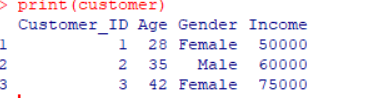 > print(customer)
  Customer_ID Age Gender Income
1           1  28 Female  50000
2           2  35   Male  60000
3           3  42 Female  75000